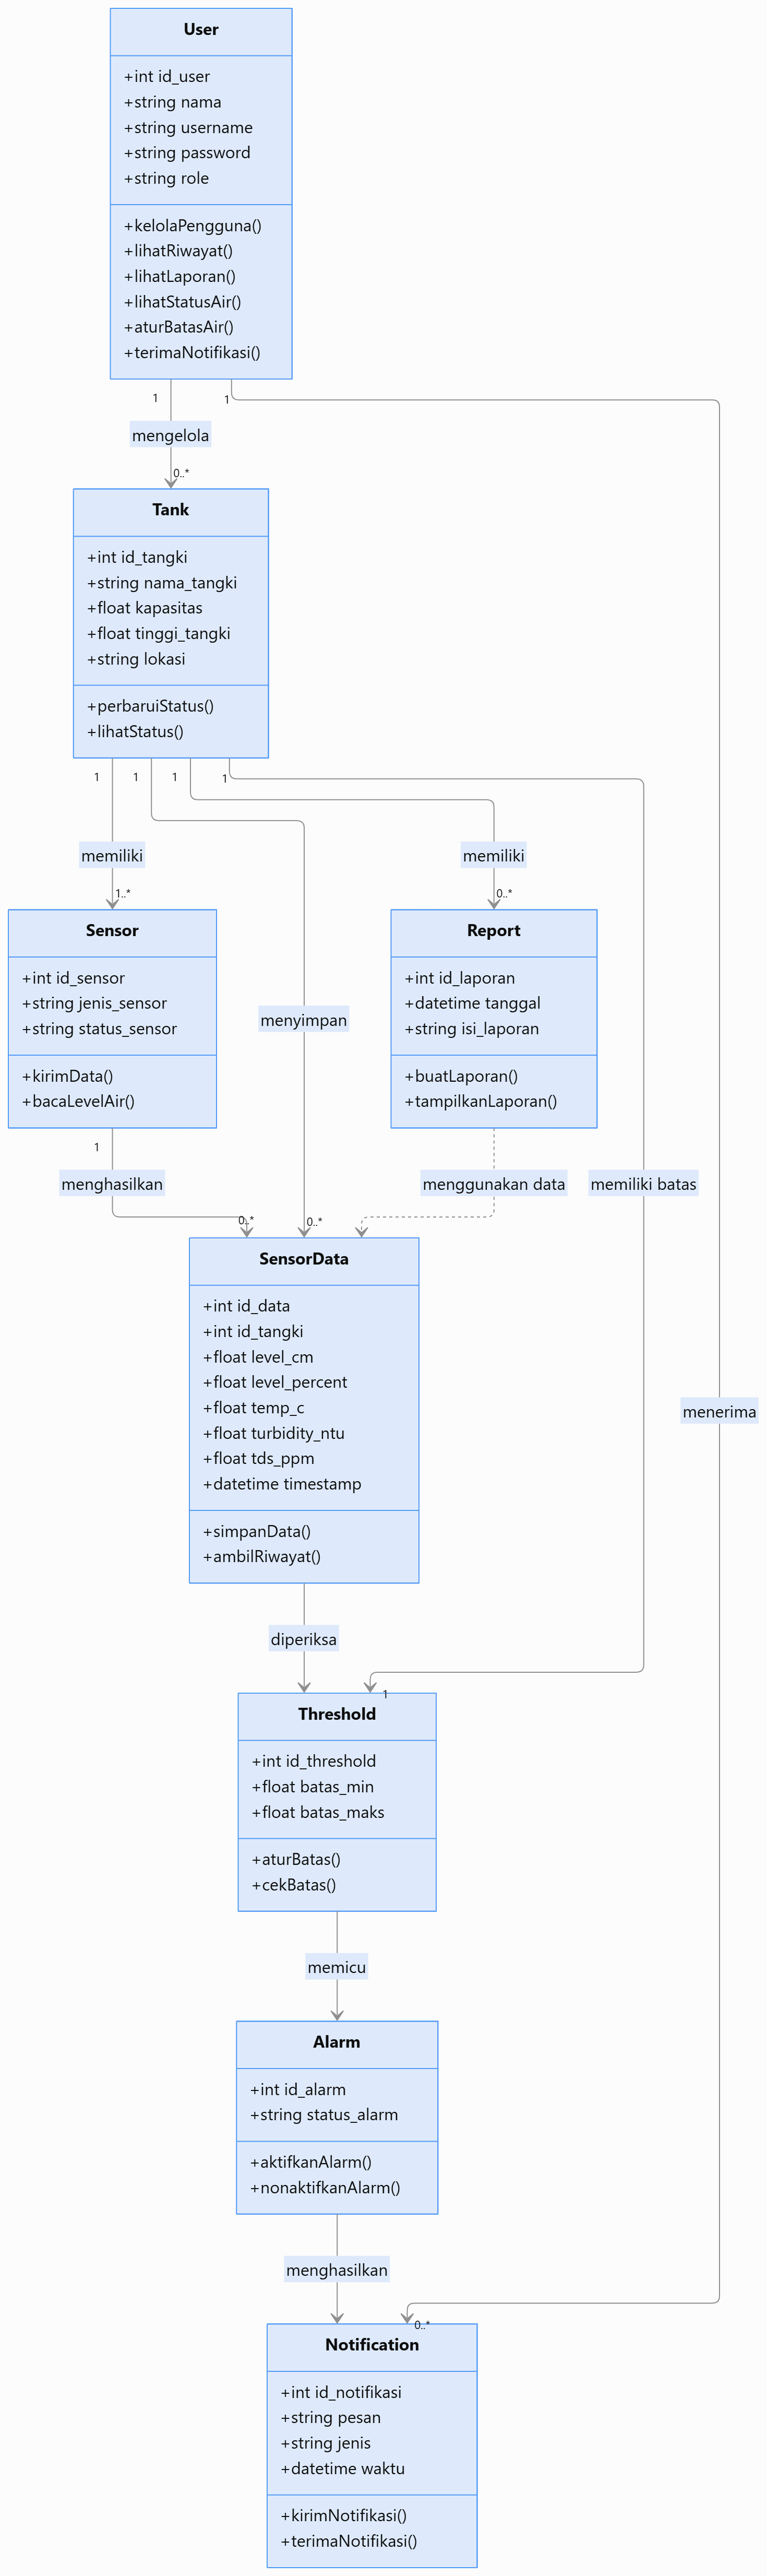 User
+int id_user
+string nama
+string username
+string password
+string role
+kelolaPengguna()
+lihatRiwayat()
+lihatLaporan()
+lihatStatusAir()
+aturBatasAir()
+terimaNotifikasi()
1
1
mengelola
0..*
Tank
+int id_tangki
+string nama_tangki
+float kapasitas
+float tinggi_tangki
+string lokasi
+perbaruiStatus()
+lihatStatus()
1
1
1
1
memiliki
memiliki
1..*
0..*
Sensor
+int id_sensor
+string jenis_sensor
+string status_sensor
+kirimData()
+bacaLevelAir()
menyimpan
Report
+int id_laporan
+datetime tanggal
+string isi_laporan
+buatLaporan()
+tampilkanLaporan()
1
menghasilkan
menggunakan data
memiliki batas
0..*
0..*
SensorData
+int id_data
+int id_tangki
+float level_cm
+float level_percent
+float temp_c
+float turbidity_ntu
+float tds_ppm
+datetime timestamp
+simpanData()
+ambilRiwayat()
menerima
diperiksa
1
Threshold
+int id_threshold
+float batas_min
+float batas_maks
+aturBatas()
+cekBatas()
memicu
Alarm
+int id_alarm
+string status_alarm
+aktifkanAlarm()
+nonaktifkanAlarm()
menghasilkan
0..*
Notification
+int id_notifikasi
+string pesan
+string jenis
+datetime waktu
+kirimNotifikasi()
+terimaNotifikasi()